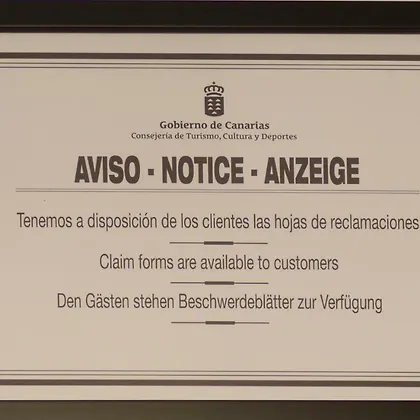 Gobierno de Canarias
Consejería de Turismo, Cultura y Deportes
AVISO - NOTICE - ANZEIGE
Tenemos a disposición de los clientes las hojas de reclamaciones
Claim forms are available to customers
Den Gästen stehen Beschwerdeblätter zur Verfügung